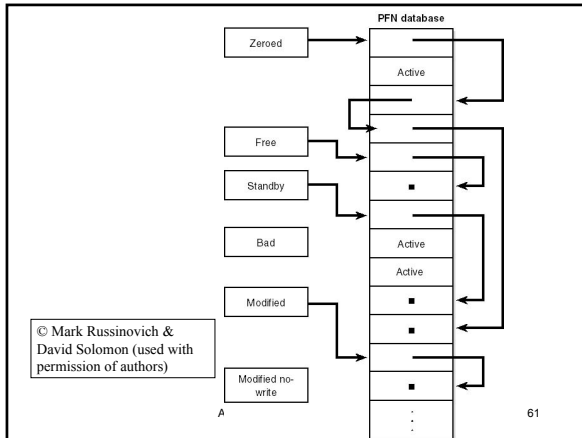 PFN database
Zeroed
Active
Free
Standby
Bad
Active
Active
Modified
© Mark Russinovich &
David Solomon (used with
permission of authors)
Modified no-
write
A
61